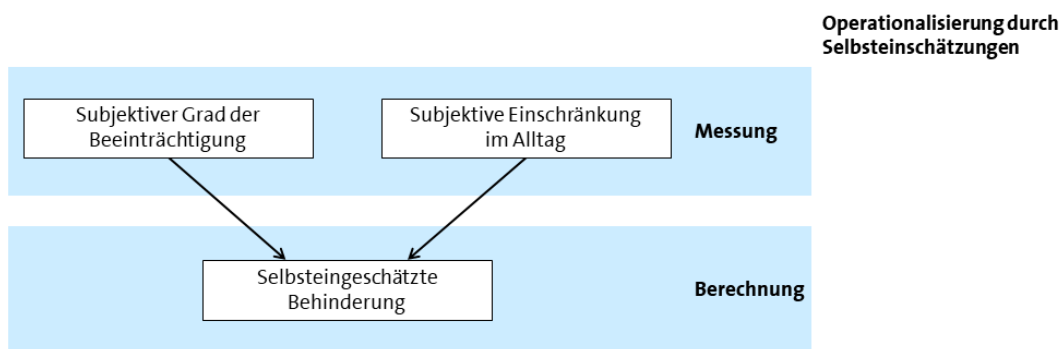 Operationalisierung durch
Selbsteinschätzungen
Subjektiver Grad der
Beeinträchtigung
Subjektive Einschränkung
im Alltag
Messung
Selbsteingeschätzte
Behinderung
Berechnung